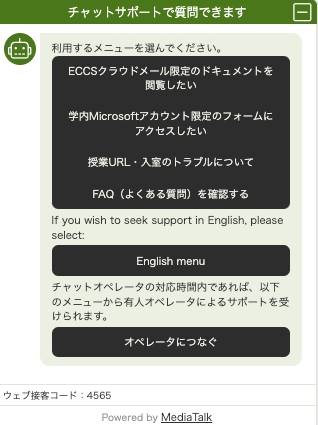 チャットサポートで質問できます
利用するメニューを選んでください。
ECCSクラウドメール限定のドキュメントを
閲覧したい
学内Microsoftアカウント限定のフォームに
アクセスしたい
授業URL・入室のトラブルについて
FAQ（よくある質問）を確認する
If you wish to seek support in English, please
select:
English menu
チャットオペレータの対応時間内であれば、以下
のメニューから有人オペレータによるサポートを受
けられます。
オペレータにつなぐ
ウェブ接客コード：4565
Powered by MediaTalk